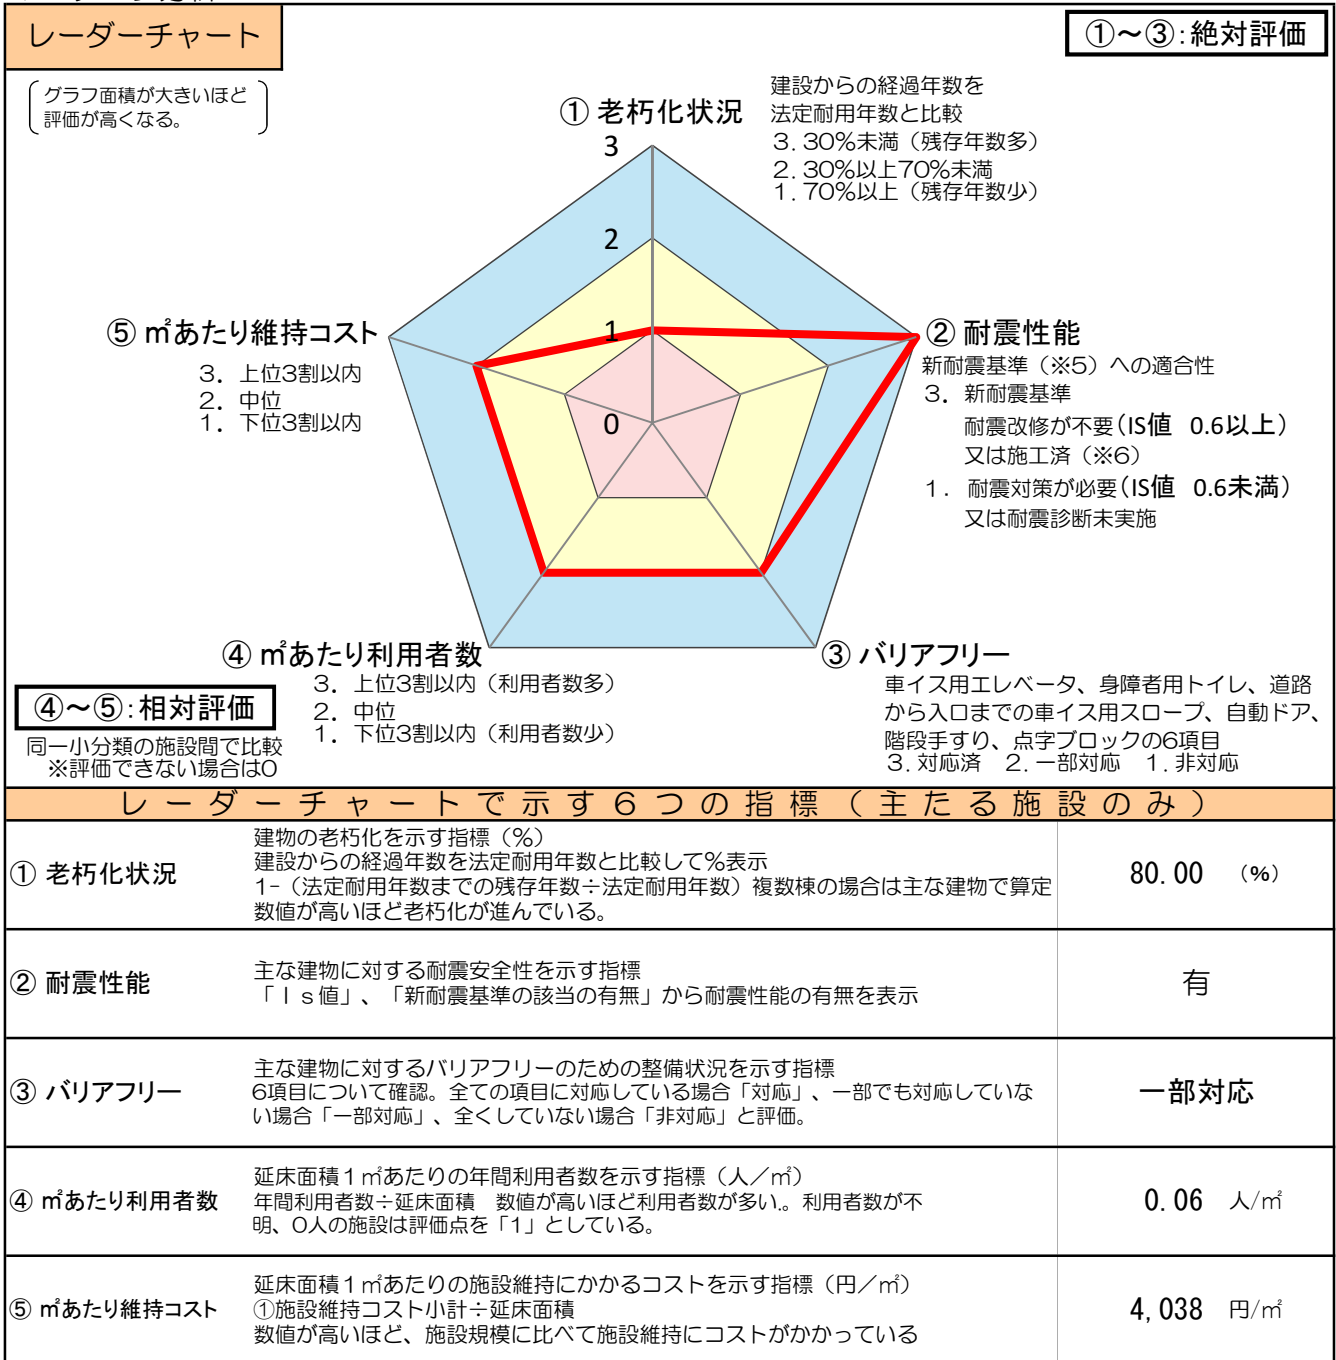 レーダーチャート
①～③:絶対評価
グラフ面積が大きいほど
評価が高くなる。
① 老朽化状況
建設からの経過年数を
法定耐用年数と比較
3.30%未満（残存年数多）
2.30%以上70%未満
1.70%以上（残存年数少）
3
2
1
0
⑤ ㎡あたり維持コスト
3. 上位3割以内
2. 中位
1. 下位3割以内
② 耐震性能
新耐震基準（※5）への適合性
3. 新耐震基準
耐震改修が不要(IS値 0.6以上)
又は施工済（※6）
1. 耐震対策が必要(IS値 0.6未満)
又は耐震診断未実施
④ ㎡あたり利用者数
3. 上位3割以内（利用者数多）
2. 中位
1. 下位3割以内（利用者数少）
③ バリアフリー
車イス用エレベータ、身障者用トイレ、道路
から入口までの車イス用スロープ、自動ドア、
階段手すり、点字ブロックの6項目
3.対応済 2.一部対応 1.非対応
④～⑤:相対評価
同一小分類の施設間で比較
※評価できない場合は0
レーダーチャートで示す６つの指標（主たる施設のみ）
① 老朽化状況
建物の老朽化を示す指標（%）
建設からの経過年数を法定耐用年数と比較して%表示
1-（法定耐用年数までの残存年数÷法定耐用年数）複数棟の場合は主な建物で算定
数値が高いほど老朽化が進んでいる。
80.00 （%）
② 耐震性能
主な建物に対する耐震安全性を示す指標
「Ｉｓ値」、「新耐震基準の該当の有無」から耐震性能の有無を表示
有
③ バリアフリー
主な建物に対するバリアフリーのための整備状況を示す指標
6項目について確認。全ての項目に対応している場合「対応」、一部でも対応していな
い場合「一部対応」、全くしていない場合「非対応」と評価。
一部対応
④ ㎡あたり利用者数
延床面積１㎡あたりの年間利用者数を示す指標（人／㎡）
年間利用者数÷延床面積 数値が高いほど利用者数が多い。利用者数が不
明、0人の施設は評価点を「1」としている。
0.06 人/㎡
⑤ ㎡あたり維持コスト
延床面積１㎡あたりの施設維持にかかるコストを示す指標（円／㎡）
①施設維持コスト小計÷延床面積
数値が高いほど、施設規模に比べて施設維持にコストがかかっている
4,038 円/㎡